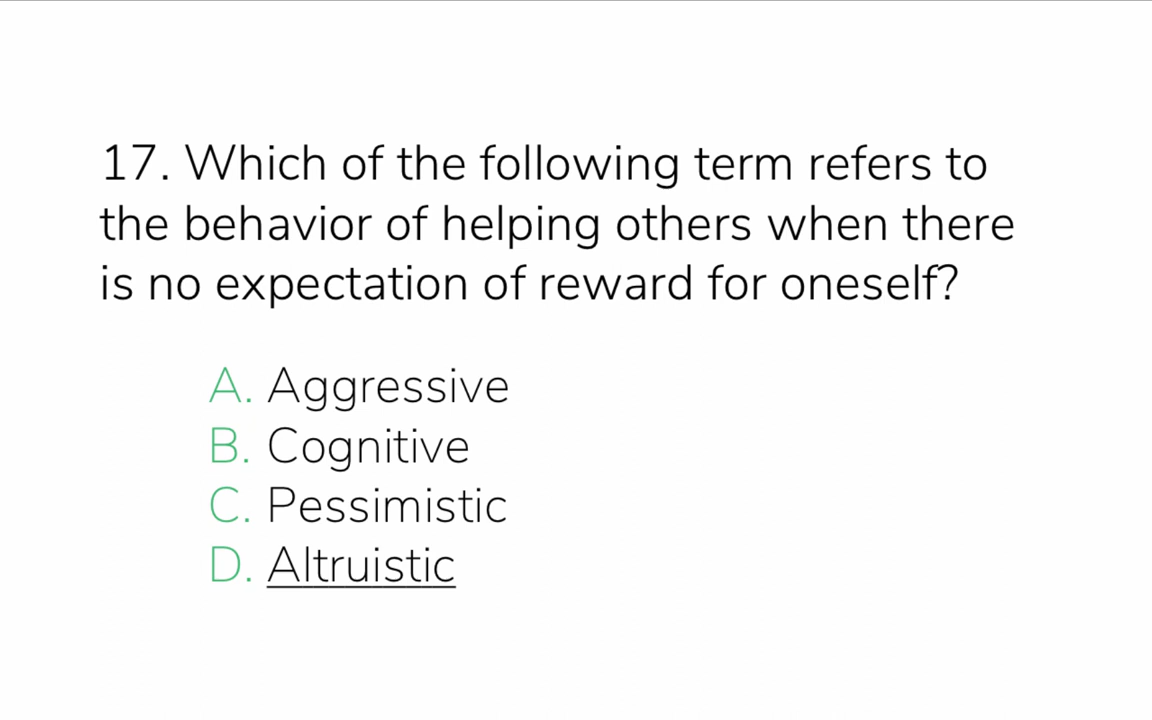 17. Which of the following term refers to
the behavior of helping others when there
is no expectation of reward for oneself?
A. Aggressive
B. Cognitive
C. Pessimistic
D. Altruistic